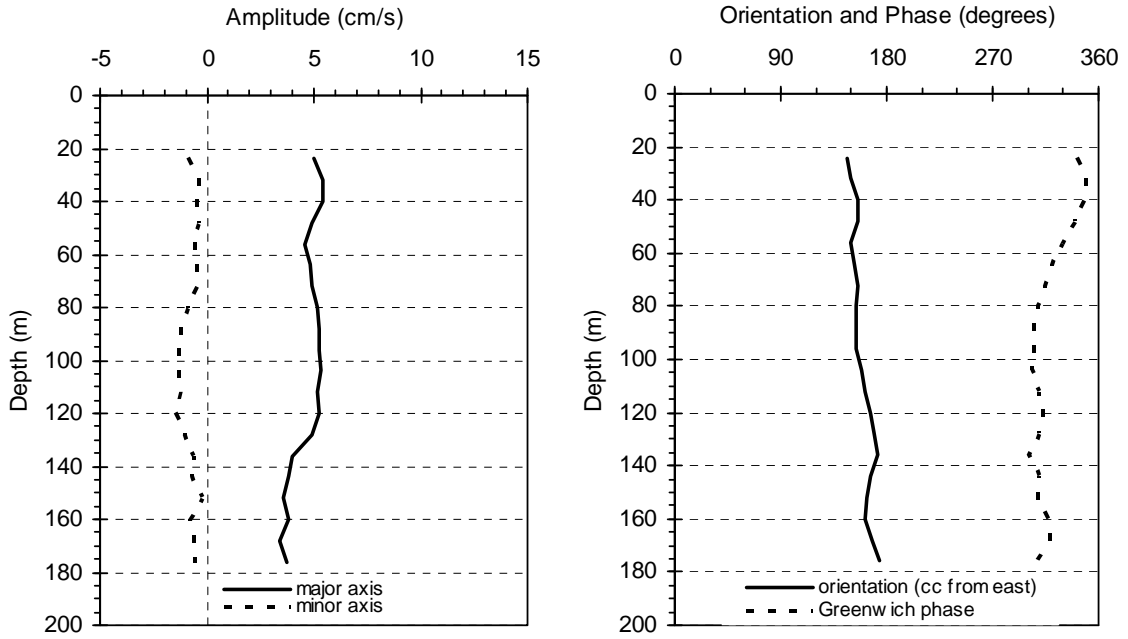 Amplitude (cm/s)
-5 0 5 10 15
0
20
40
60
80
100
120
140
160
180
200
Depth (m)
major axis
minor axis
Orientation and Phase (degrees)
0 90 180 270 360
0
20
40
60
80
100
120
140
160
180
200
Depth (m)
orientation (cc from east)
Greenwich phase